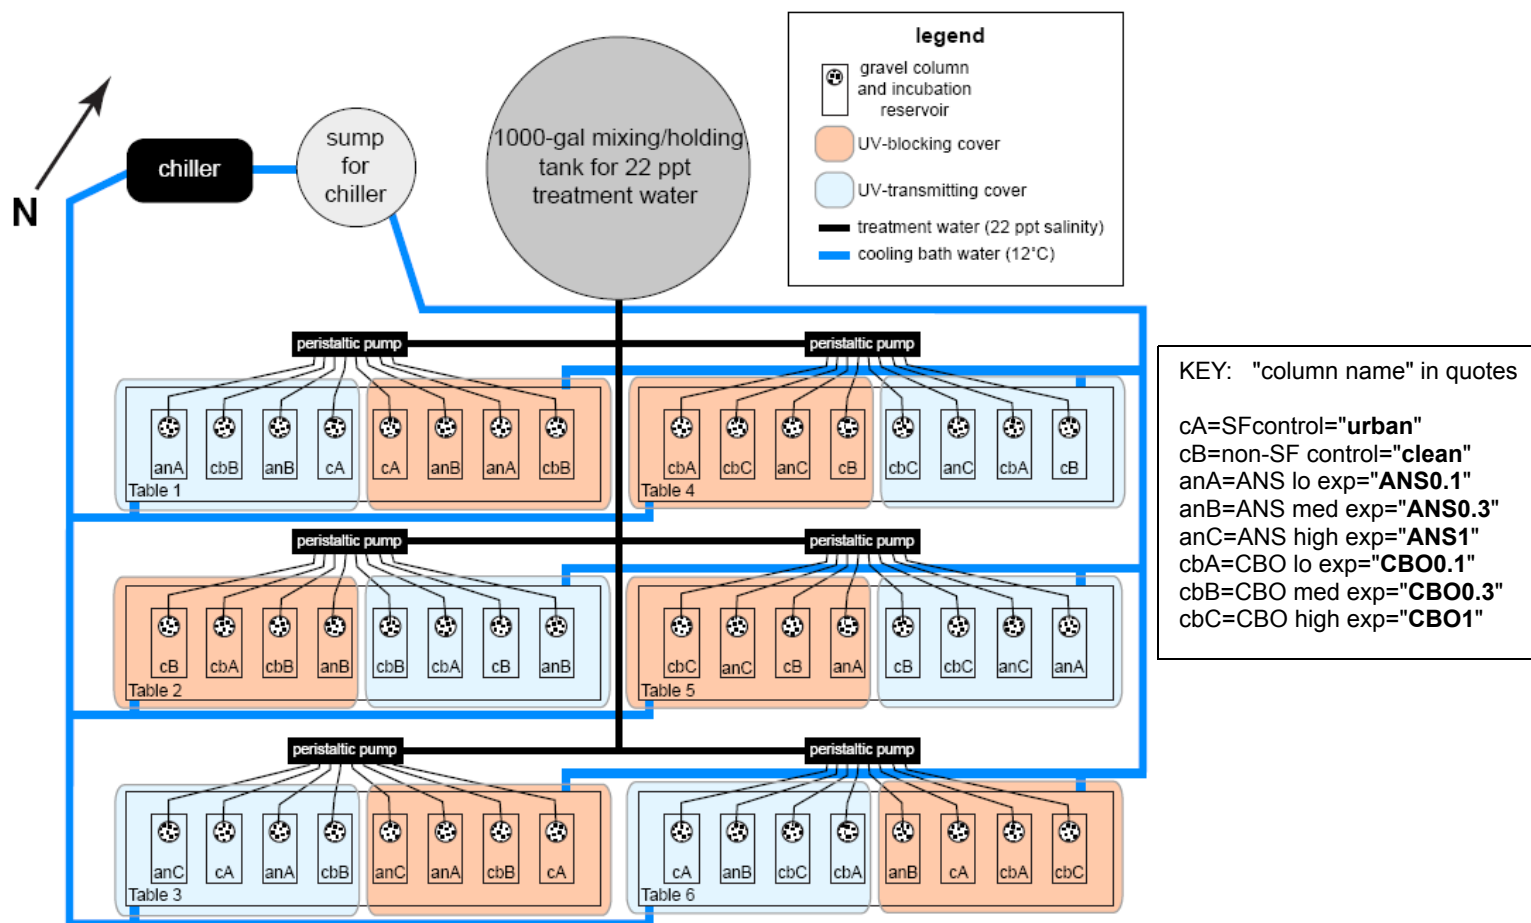 legend
gravel column
and incubation
reservoir
UV-blocking cover
UV-transmitting cover
treatment water (22 ppt salinity)
cooling bath water (12°C)
N
chiller
sump
for
chiller
1000-gal mixing/holding
tank for 22 ppt
treatment water
peristaltic pump
anA cbB anB cA cA anB anA cbB
Table 1
peristaltic pump
cbA cbC anC cB cbC anC cbA cB
Table 4
peristaltic pump
cB cbA cbB anB cbB cbA cB anB
Table 2
peristaltic pump
cbC anC cB anA cB cbC anC anA
Table 5
peristaltic pump
anC cA anA cbB anC anA cbB cA
Table 3
peristaltic pump
cA anB cbC cbA anB cA cbA cbC
Table 6
KEY: "column name" in quotes
cA=SFcontrol="urban"
cB=non-SF control="clean"
anA=ANS lo exp="ANS0.1"
anB=ANS med exp="ANS0.3"
anC=ANS high exp="ANS1"
cbA=CBO lo exp="CBO0.1"
cbB=CBO med exp="CBO0.3"
cbC=CBO high exp="CBO1"